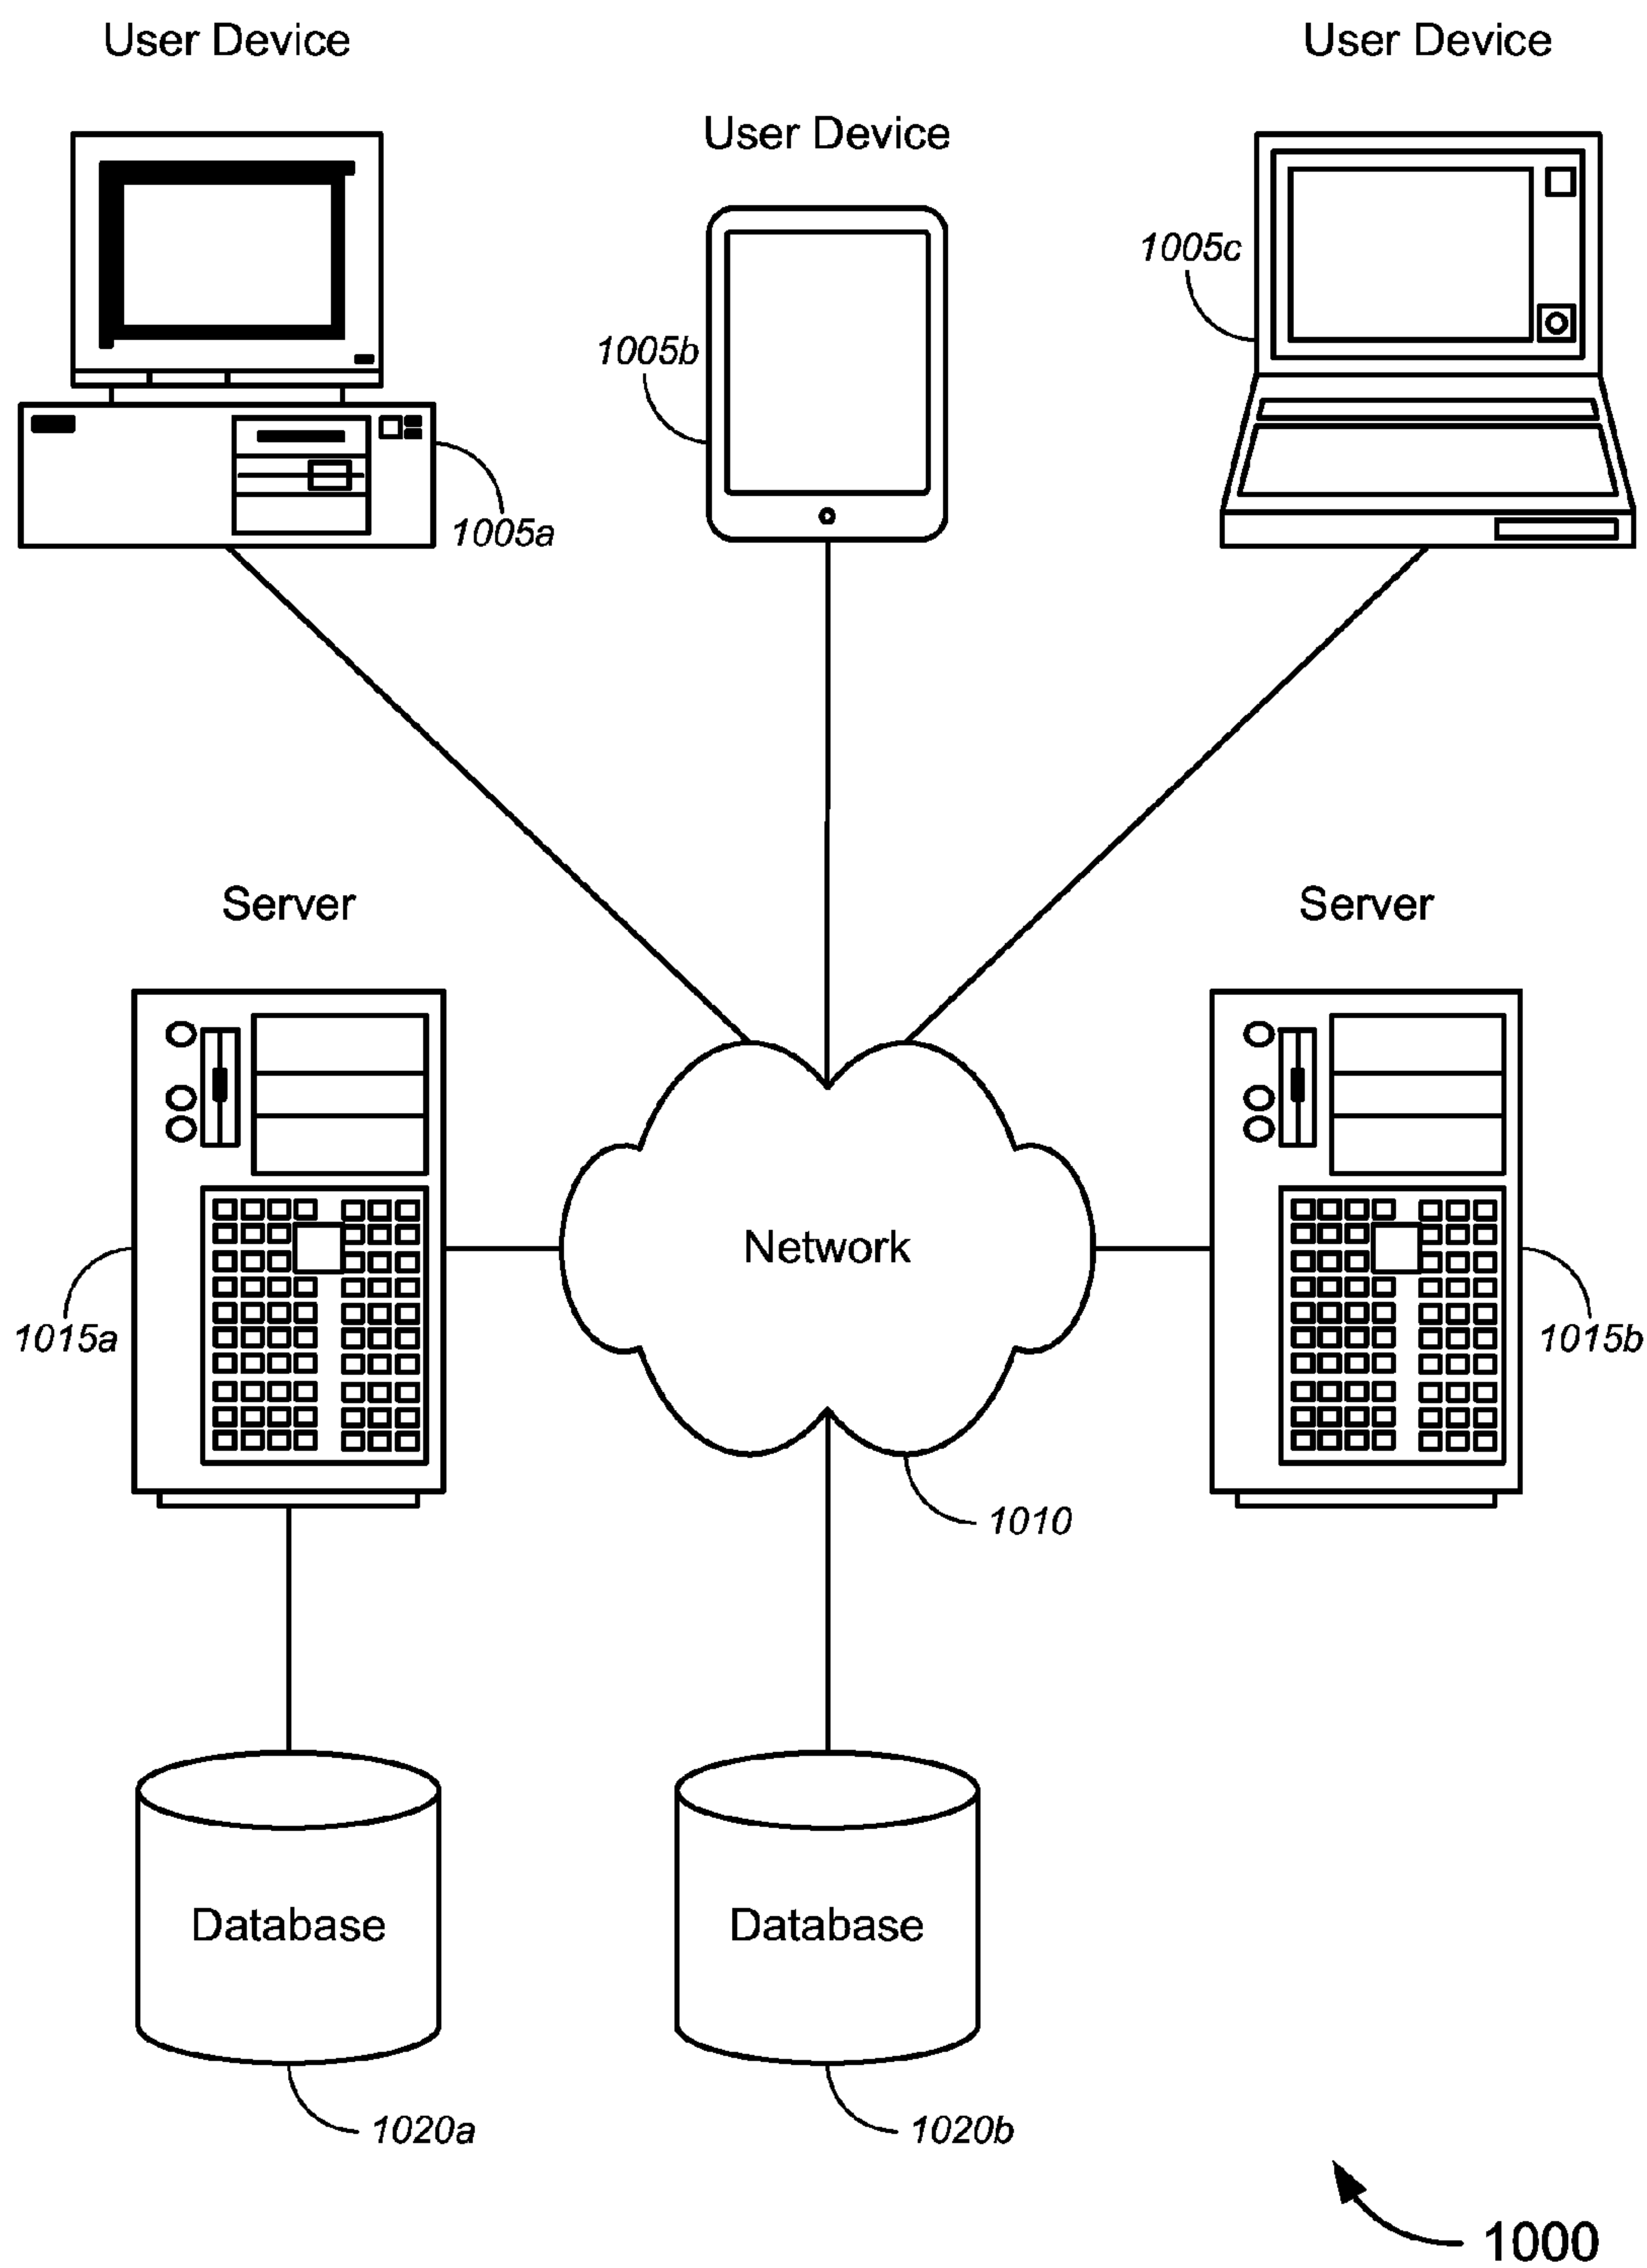 User Device
User Device
User Device
1005c
1005b
1005a
Server
Server
Network
1015a
1015b
1010
Database
Database
1020a
1020b
1000